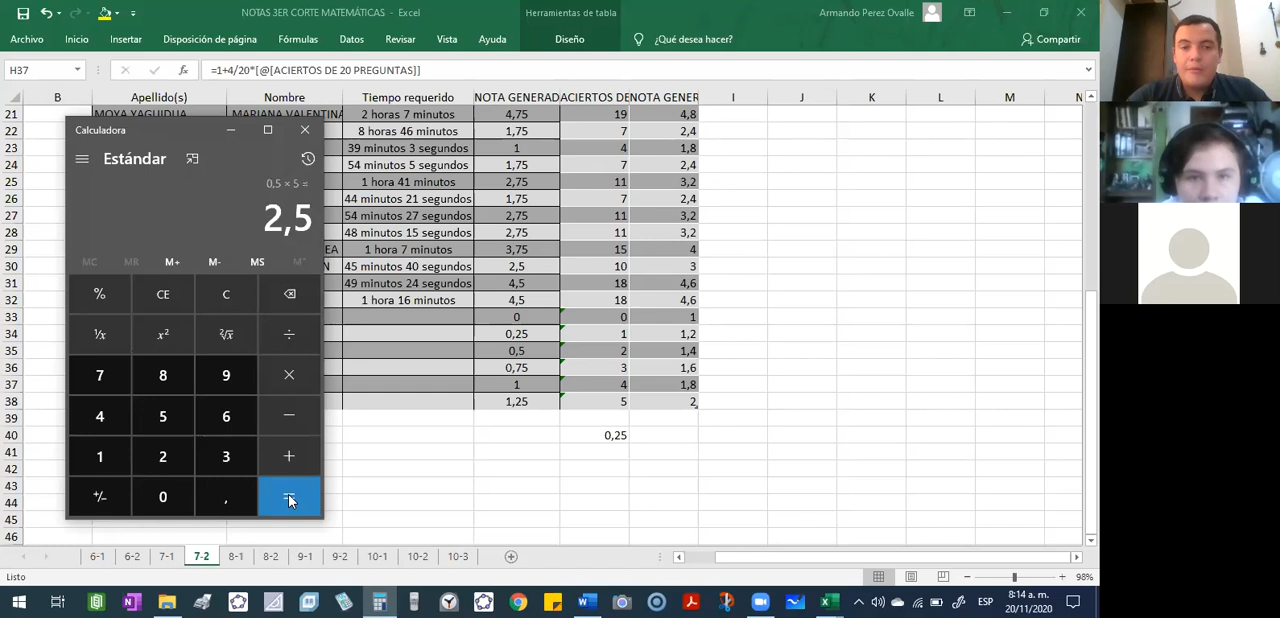 NOTAS 3ER CORTE MATEMÁTICAS - Excel
Herramientas de tabla
Armando Perez Ovalle
Archivo Inicio Insertar Disposición de página Fórmulas Datos Revisar Vista Ayuda Diseño ¿Qué desea hacer? Compartir
H37 fx =1+4/20*[@[ACIERTOS DE 20 PREGUNTAS]]
B Apellido(s) Nombre Tiempo requerido NOTA GENERAD ACIERTOS DE NOTA GENER I J K L M N
21 MOYA YAGUIDUA MARIANA VALENTINA 2 horas 7 minutos 4,75 19 4,8
22 8 horas 46 minutos 1,75 7 2,4
23 39 minutos 3 segundos 1 4 1,8
24 54 minutos 5 segundos 1,75 7 2,4
25 1 hora 41 minutos 2,75 11 3,2
26 44 minutos 21 segundos 1,75 7 2,4
27 54 minutos 27 segundos 2,75 11 3,2
28 48 minutos 15 segundos 2,75 11 3,2
29 EA 1 hora 7 minutos 3,75 15 4
30 N 45 minutos 40 segundos 2,5 10 3
31 49 minutos 24 segundos 4,5 18 4,6
32 1 hora 16 minutos 4,5 18 4,6
33 0 0 1
34 0,25 1 1,2
35 0,5 2 1,4
36 0,75 3 1,6
37 1 4 1,8
38 1,25 5 2
39
40 0,25
41
42
43
44
45
46
Calculadora
Estándar
0,5 × 5 =
2,5
MC MR M+ M- MS M˅
% CE C
¹/x x² ²√x ÷
7 8 9 ×
4 5 6 −
1 2 3 +
+/- 0 , =
6-1 6-2 7-1 7-2 8-1 8-2 9-1 9-2 10-1 10-2 10-3
Listo 98%
ESP 8:14 a. m.
20/11/2020